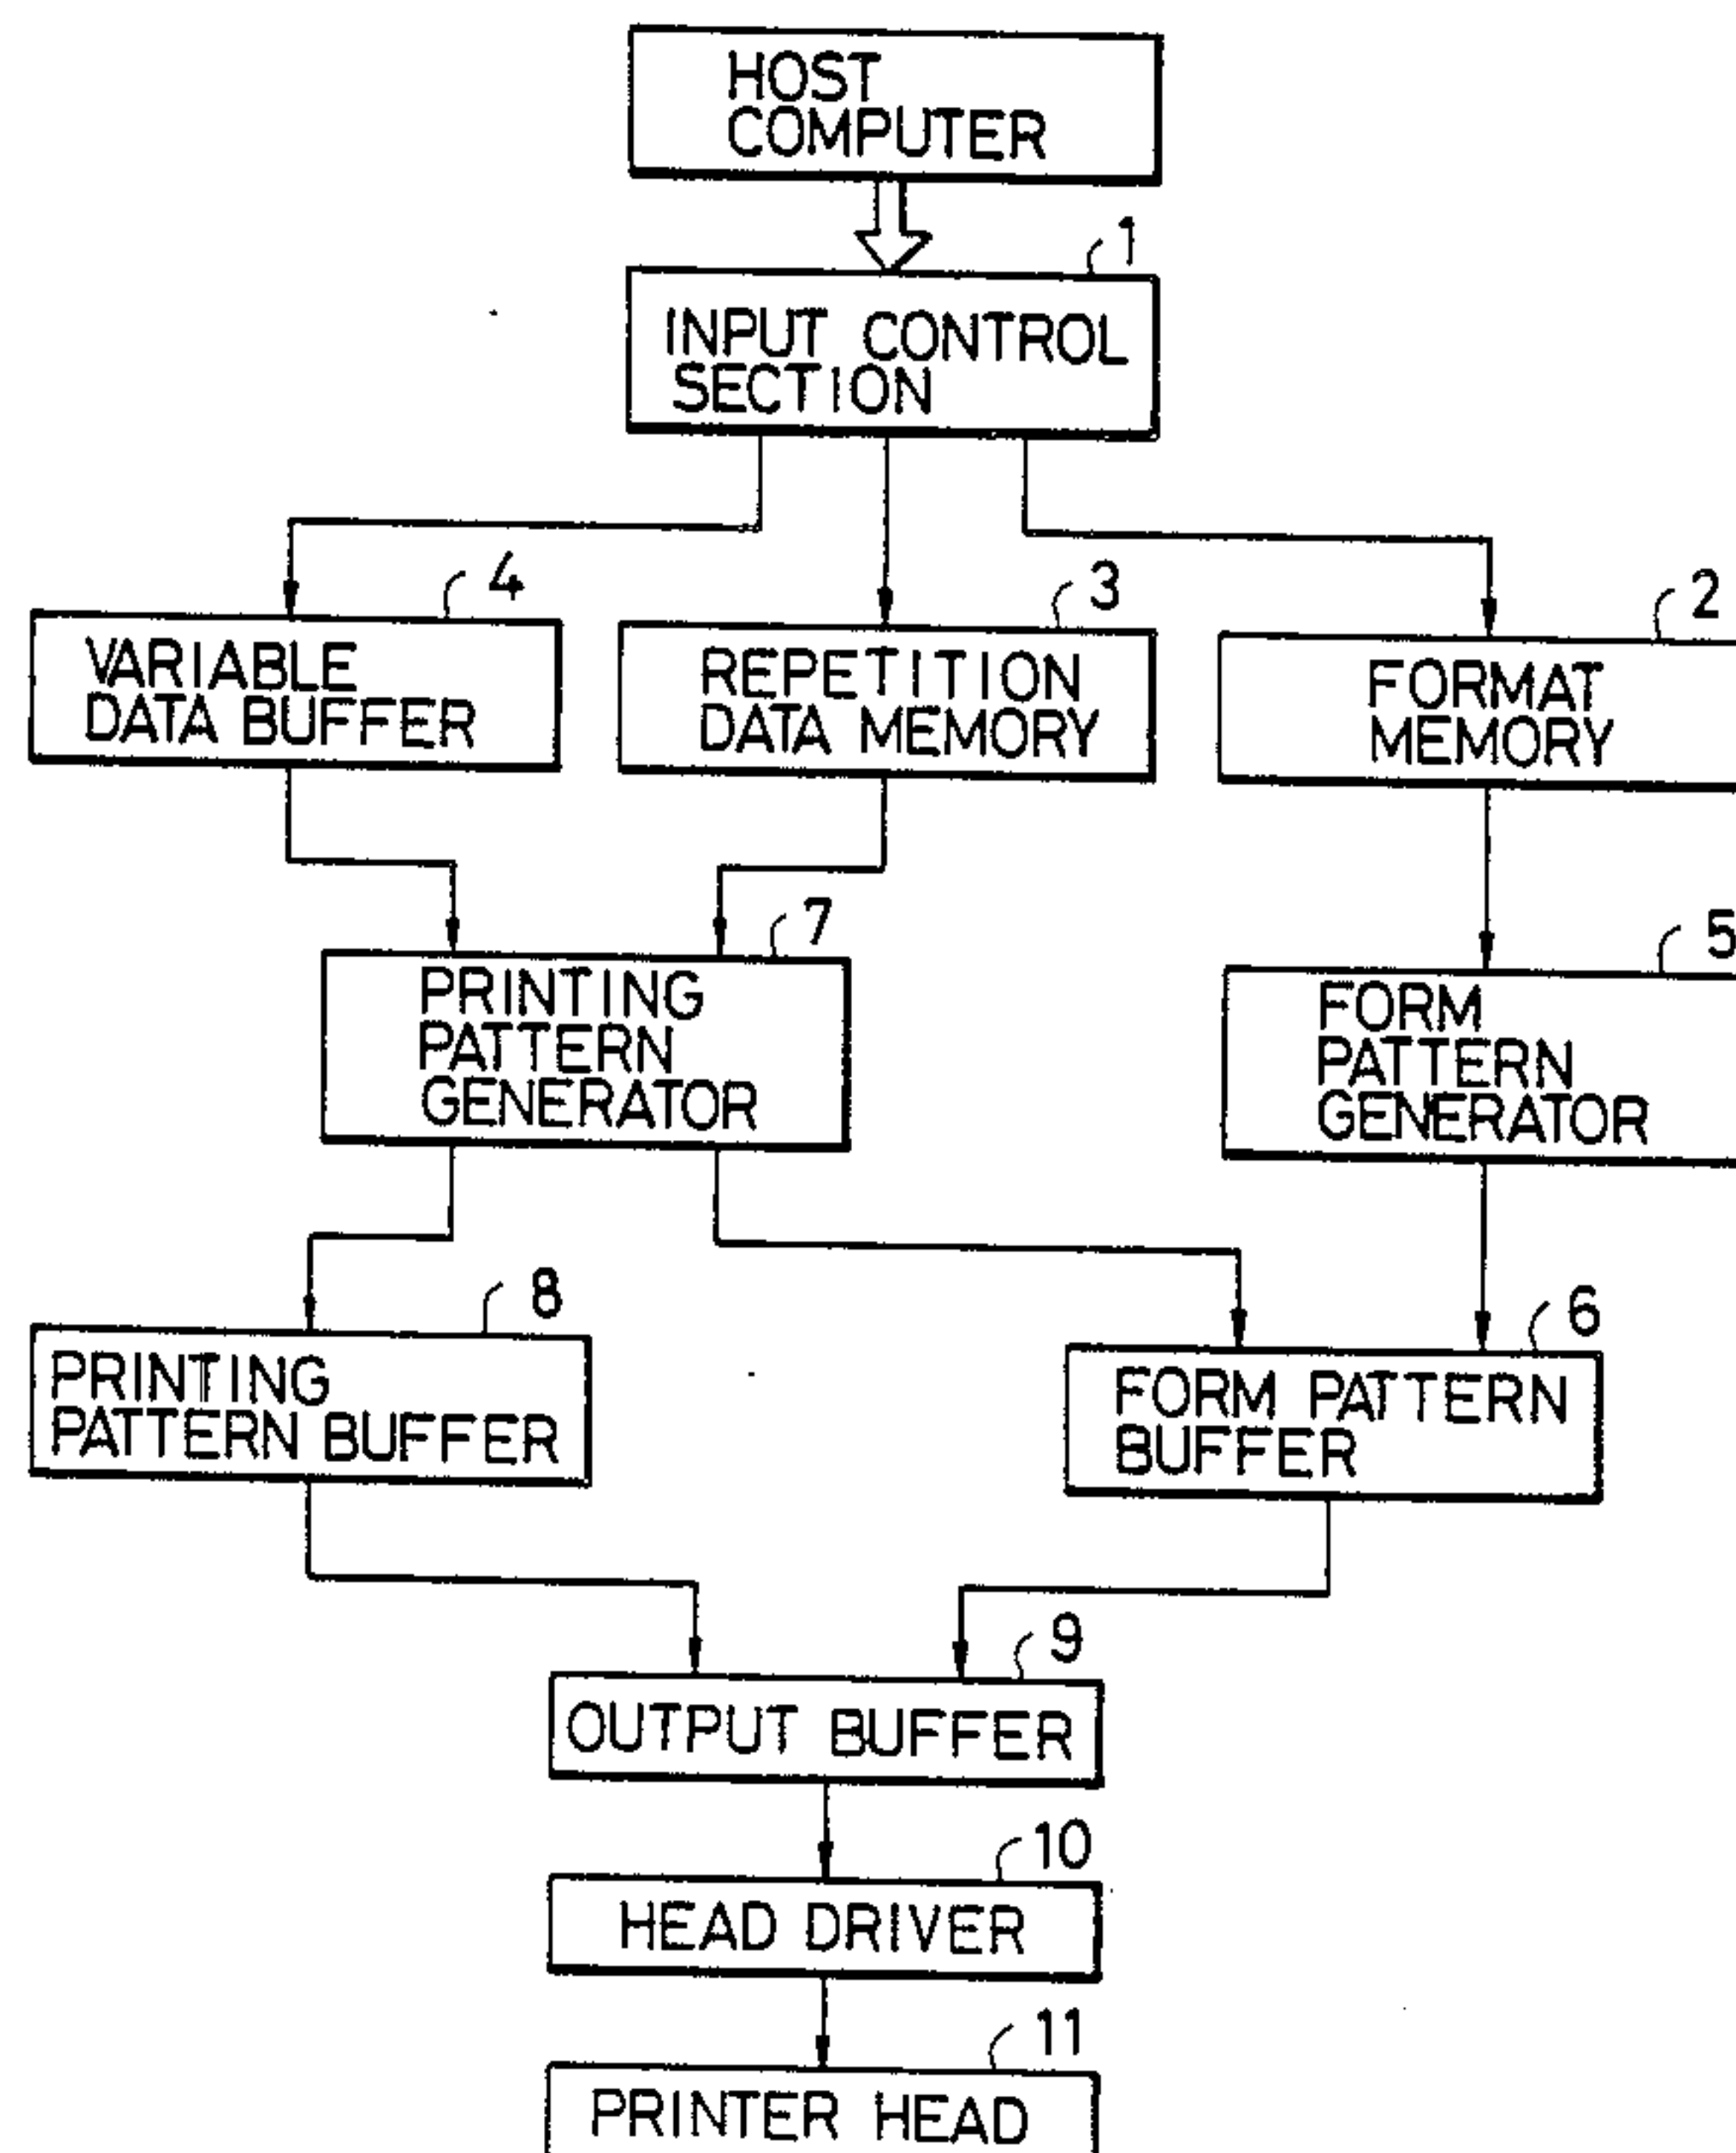 HOST
COMPUTER
1
INPUT CONTROL
SECTION
4
VARIABLE
DATA BUFFER
3
REPETITION
DATA MEMORY
2
FORMAT
MEMORY
7
PRINTING
PATTERN
GENERATOR
5
FORM
PATTERN
GENERATOR
8
PRINTING
PATTERN BUFFER
6
FORM PATTERN
BUFFER
9
OUTPUT BUFFER
10
HEAD DRIVER
11
PRINTER HEAD